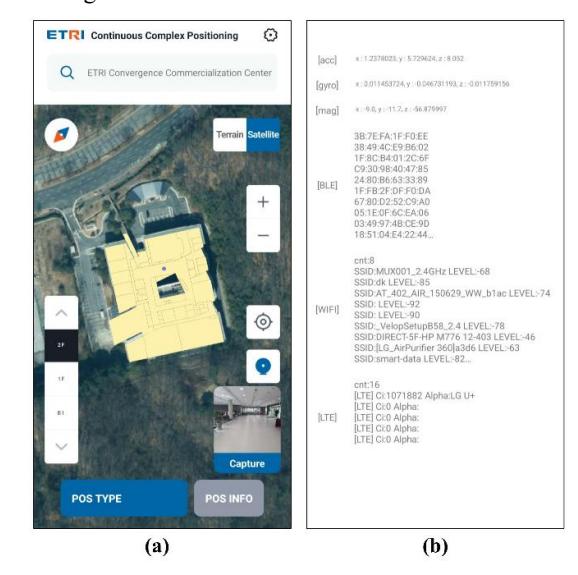 ETRI Continuous Complex Positioning
ETRI Convergence Commercialization Center
Terrain Satellite
+
−
2F
1F
B1
Capture
POS TYPE
POS INFO
(a)
[acc] x : 1.2378023, y : 5.729624, z : 8.052
[gyro] x : 0.011453724, y : -0.046731193, z : -0.011759156
[mag] x : -9.0, y : -11.7, z : -56.879997
[BLE]
3B:7E:FA:1F:F0:EE
38:49:4C:E9:B6:02
1F:8C:B4:01:2C:6F
C9:30:98:40:47:85
24:80:B6:63:33:89
1F:FB:2F:DF:F0:DA
67:80:D2:52:C9:A0
05:1E:0F:6C:EA:06
03:49:97:4B:CE:9D
18:51:04:E4:22:44...
[WIFI]
cnt:8
SSID:MUX001_2.4GHz LEVEL:-68
SSID:dk LEVEL:-85
SSID:AT_402_AIR_150629_WW_b1ac LEVEL:-74
SSID: LEVEL:-92
SSID: LEVEL:-90
SSID:_VelopSetupB58_2.4 LEVEL:-78
SSID:DIRECT-5F-HP M776 12-403 LEVEL:-46
SSID:[LG_AirPurifier 360]a3d6 LEVEL:-63
SSID:smart-data LEVEL:-82...
[LTE]
cnt:16
[LTE] Ci:1071882 Alpha:LG U+
[LTE] Ci:0 Alpha:
[LTE] Ci:0 Alpha:
[LTE] Ci:0 Alpha:
[LTE] Ci:0 Alpha:
(b)